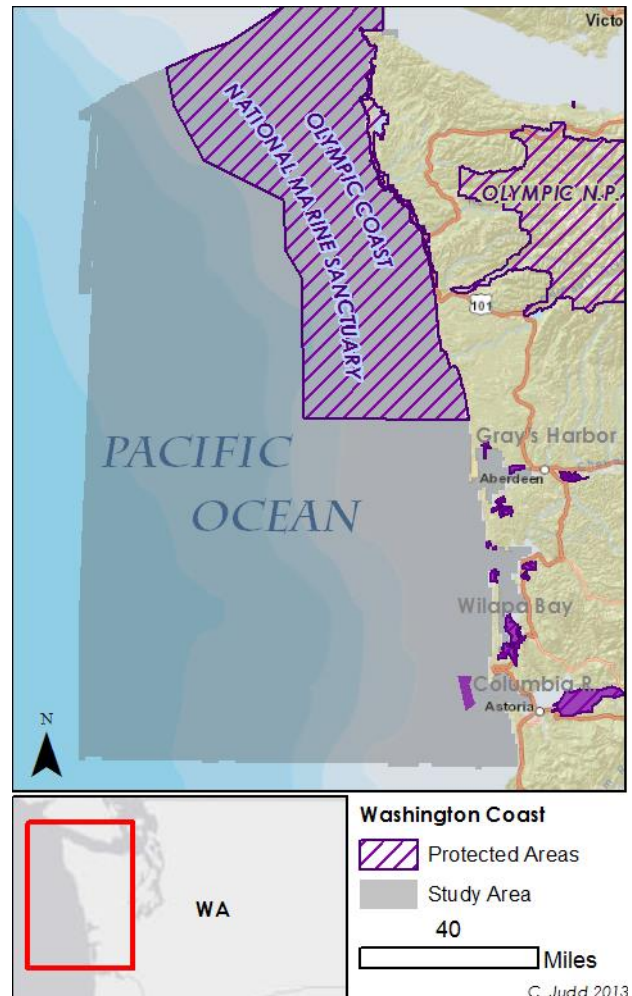 Victo
OLYMPIC COAST
NATIONAL MARINE SANCTUARY
OLYMPIC N.P.
101
PACIFIC
OCEAN
Gray's Harbor
Aberdeen
Wilapa Bay
Columbia R.
Astoria
N
WA
Washington Coast
Protected Areas
Study Area
40
Miles
C. Judd 2013